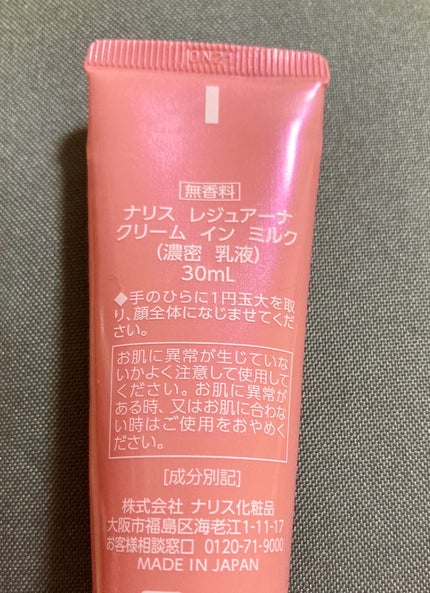 無香料
ナリス レジュアーナ
クリーム イン ミルク
(濃密 乳液)
30mL
◆手のひらに1円玉大を取
り、顔全体になじませてくだ
さい。
お肌に異常が生じていな
いかよく注意して使用して
ください。お肌に異常が
ある時、又はお肌に合わな
い時はご使用をおやめく
ださい。
[成分別記]
株式会社 ナリス化粧品
大阪市福島区海老江1-11-17
お客様相談窓口 0120-71-9000
MADE IN JAPAN